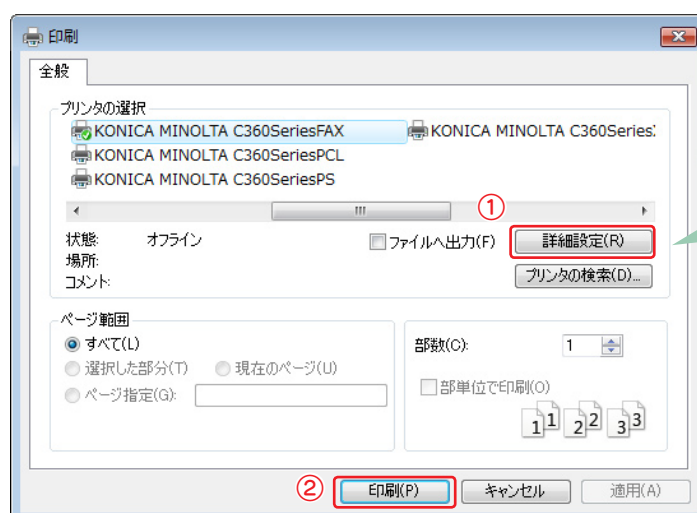 印刷
全般
プリンタの選択
KONICA MINOLTA C360SeriesFAX
KONICA MINOLTA C360Series
KONICA MINOLTA C360SeriesPCL
KONICA MINOLTA C360SeriesPS
①
状態: オフライン
ファイルへ出力(F)
詳細設定(R)
場所:
コメント:
プリンタの検索(D)...
ページ範囲
すべて(L)
選択した部分(T)
現在のページ(U)
ページ指定(G):
部数(C): 1
部単位で印刷(O)
1 1 2 2 3 3
②
印刷(P)
キャンセル
適用(A)